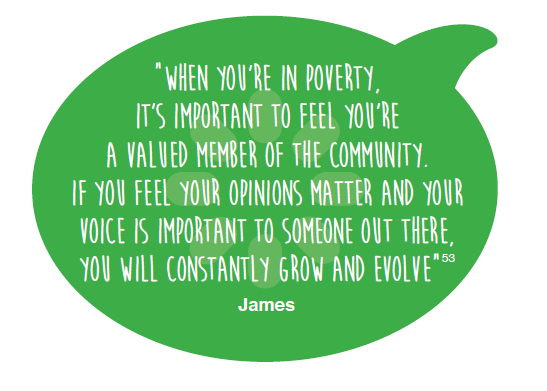 "WHEN YOU'RE IN POVERTY,
IT'S IMPORTANT TO FEEL YOU'RE
A VALUED MEMBER OF THE COMMUNITY.
IF YOU FEEL YOUR OPINIONS MATTER AND YOUR
VOICE IS IMPORTANT TO SOMEONE OUT THERE,
YOU WILL CONSTANTLY GROW AND EVOLVE"53
James